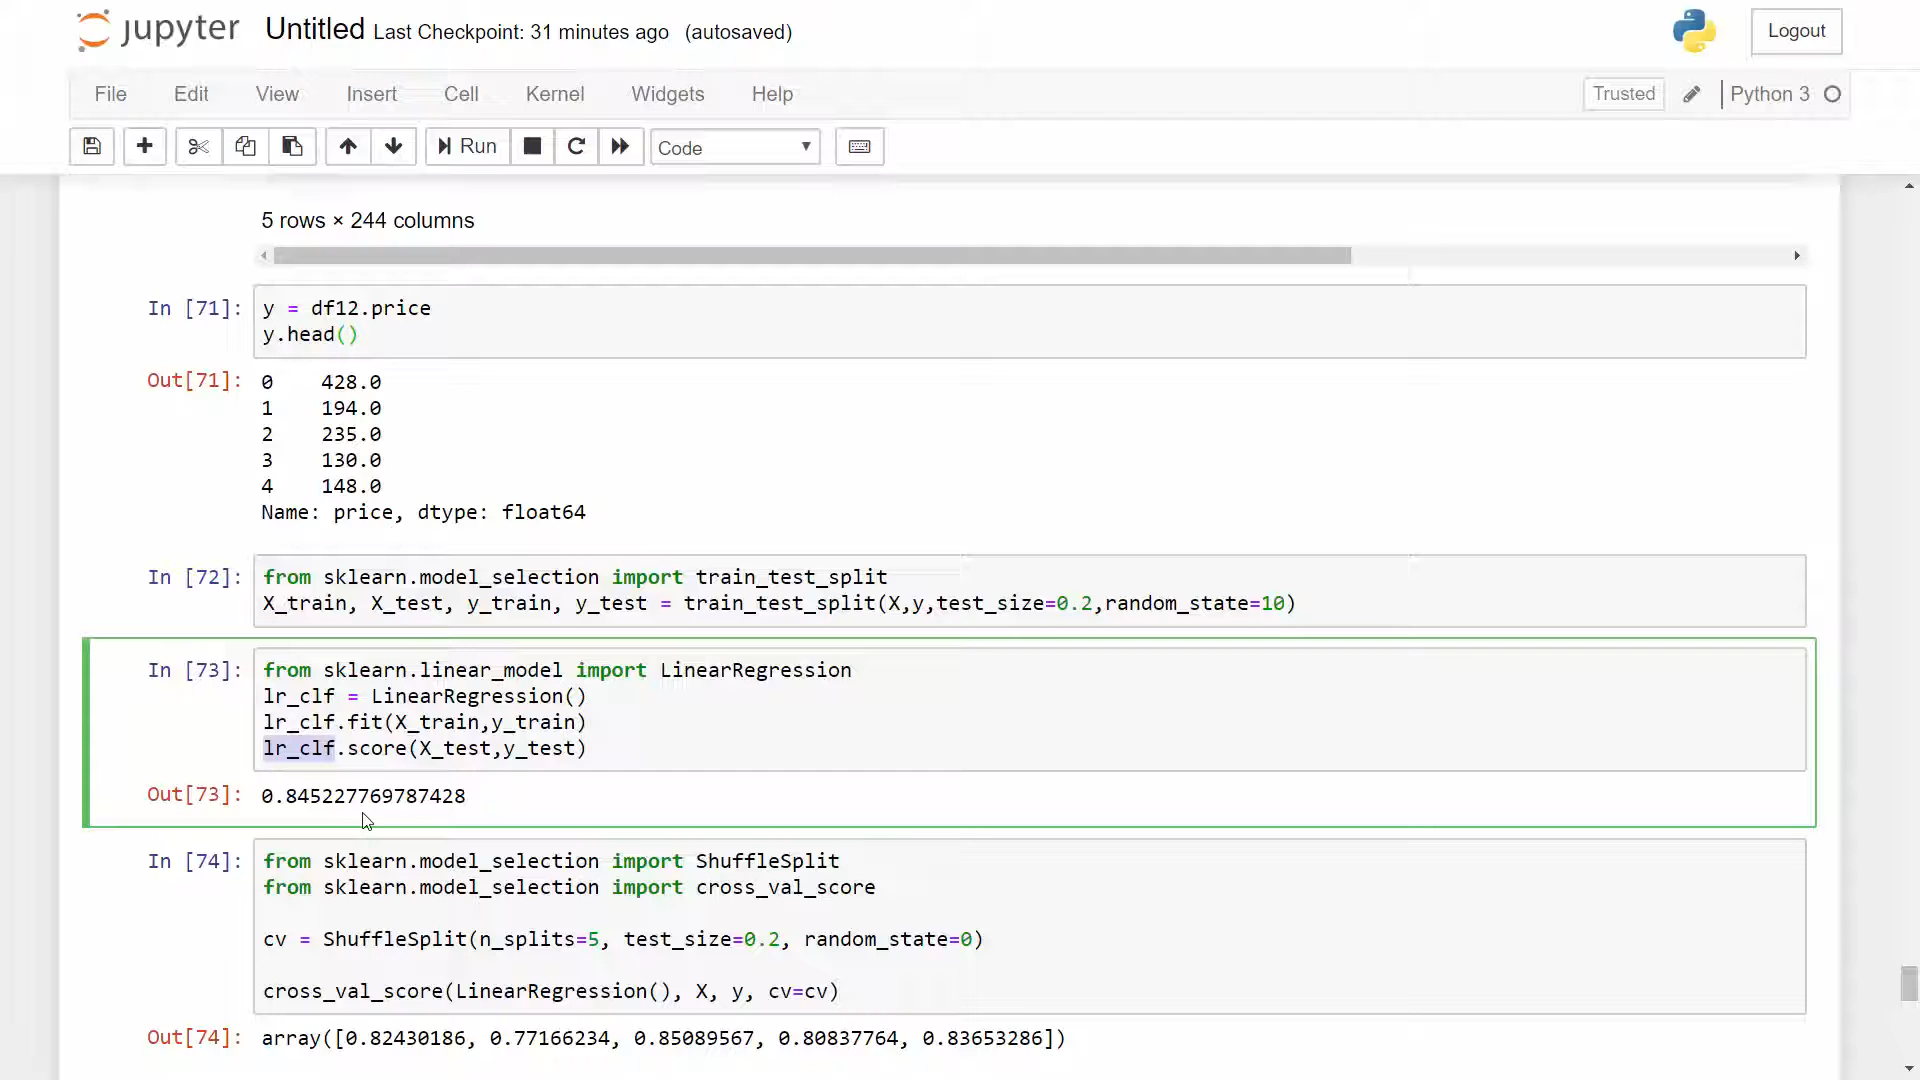 jupyter Untitled Last Checkpoint: 31 minutes ago (autosaved) Logout
File Edit View Insert Cell Kernel Widgets Help Trusted Python 3
Run Code
5 rows × 244 columns
In [71]: y = df12.price
y.head()
Out[71]: 0 428.0
1 194.0
2 235.0
3 130.0
4 148.0
Name: price, dtype: float64
In [72]: from sklearn.model_selection import train_test_split
X_train, X_test, y_train, y_test = train_test_split(X,y,test_size=0.2,random_state=10)
In [73]: from sklearn.linear_model import LinearRegression
lr_clf = LinearRegression()
lr_clf.fit(X_train,y_train)
lr_clf.score(X_test,y_test)
Out[73]: 0.845227769787428
In [74]: from sklearn.model_selection import ShuffleSplit
from sklearn.model_selection import cross_val_score
cv = ShuffleSplit(n_splits=5, test_size=0.2, random_state=0)
cross_val_score(LinearRegression(), X, y, cv=cv)
Out[74]: array([0.82430186, 0.77166234, 0.85089567, 0.80837764, 0.83653286])